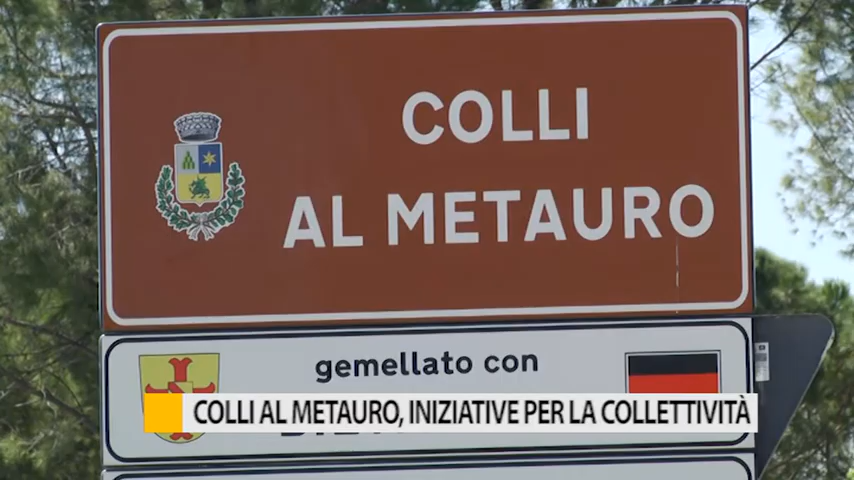 COLLI
AL METAURO
gemellato con
COLLI AL METAURO, INIZIATIVE PER LA COLLETTIVITÀ